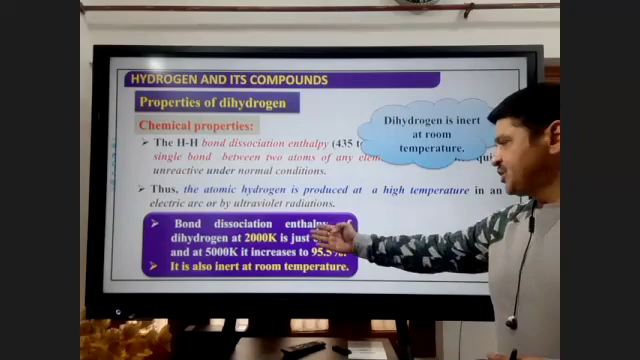 HYDROGEN AND ITS COMPOUNDS
Properties of dihydrogen
Chemical properties:
Dihydrogen is inert
at room
temperature.
➢ The H-H bond dissociation enthalpy (435
single bond between two atoms of any
unreactive under normal conditions.
➢ Thus, the atomic hydrogen is produced at a high temperature in an
electric arc or by ultraviolet radiations.
➢ Bond dissociation enthalpy
dihydrogen at 2000K is just
and at 5000K it increases to 95.5%.
➢ It is also inert at room temperature.